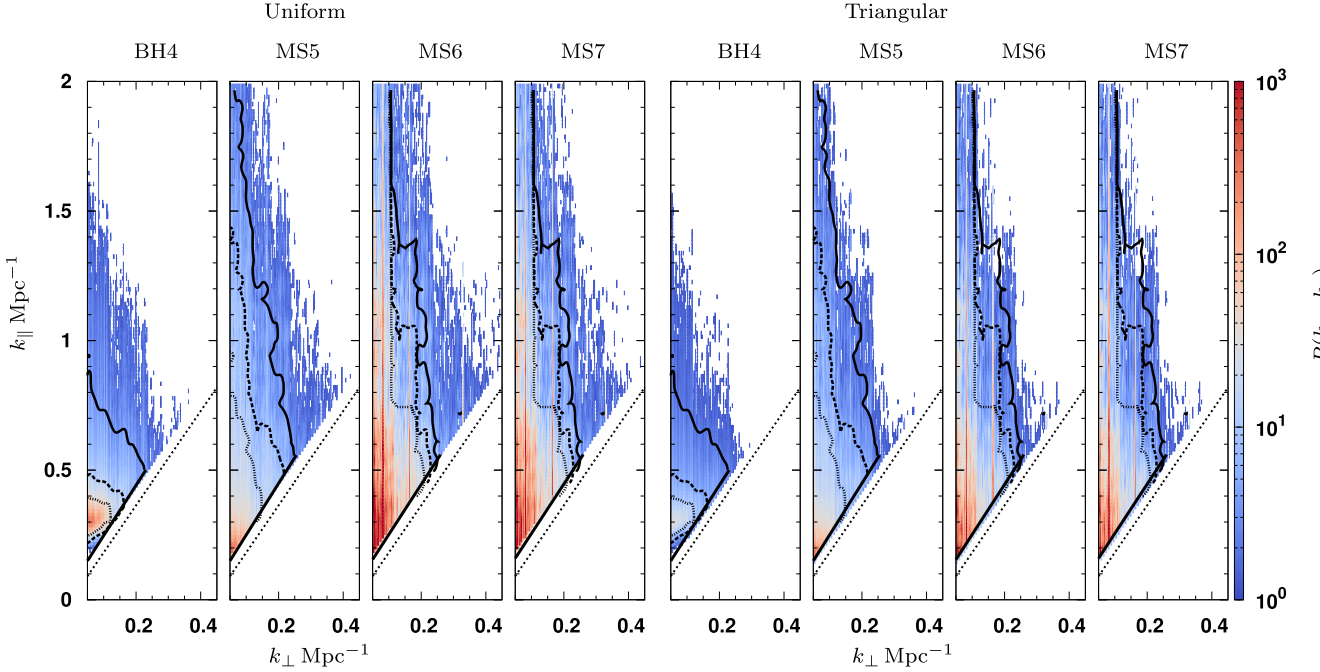 Uniform Triangular
BH4 MS5 MS6 MS7 BH4 MS5 MS6 MS7
2
1.5
1
0.5
0
k∥ Mpc⁻¹
10³
10²
10¹
10⁰
0.2 0.4 0.2 0.4 0.2 0.4 0.2 0.4 0.2 0.4 0.2 0.4 0.2 0.4 0.2 0.4
k⊥ Mpc⁻¹ k⊥ Mpc⁻¹